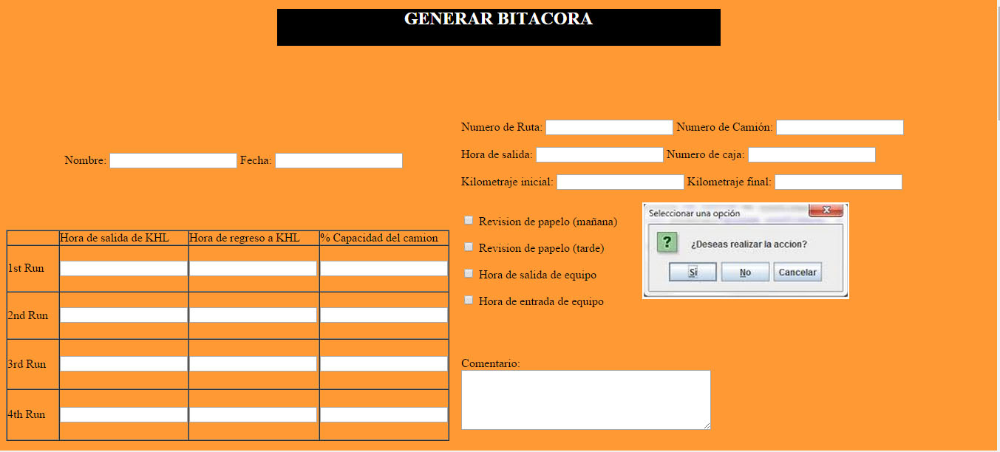 GENERAR BITACORA
Nombre: Fecha:
Numero de Ruta: Numero de Camión:
Hora de salida: Numero de caja:
Kilometraje inicial: Kilometraje final:
Hora de salida de KHL Hora de regreso a KHL % Capacidad del camion
1st Run
2nd Run
3rd Run
4th Run
Revision de papelo (mañana)
Revision de papelo (tarde)
Hora de salida de equipo
Hora de entrada de equipo
Seleccionar una opción
¿Deseas realizar la accion?
Sí No Cancelar
Comentario: